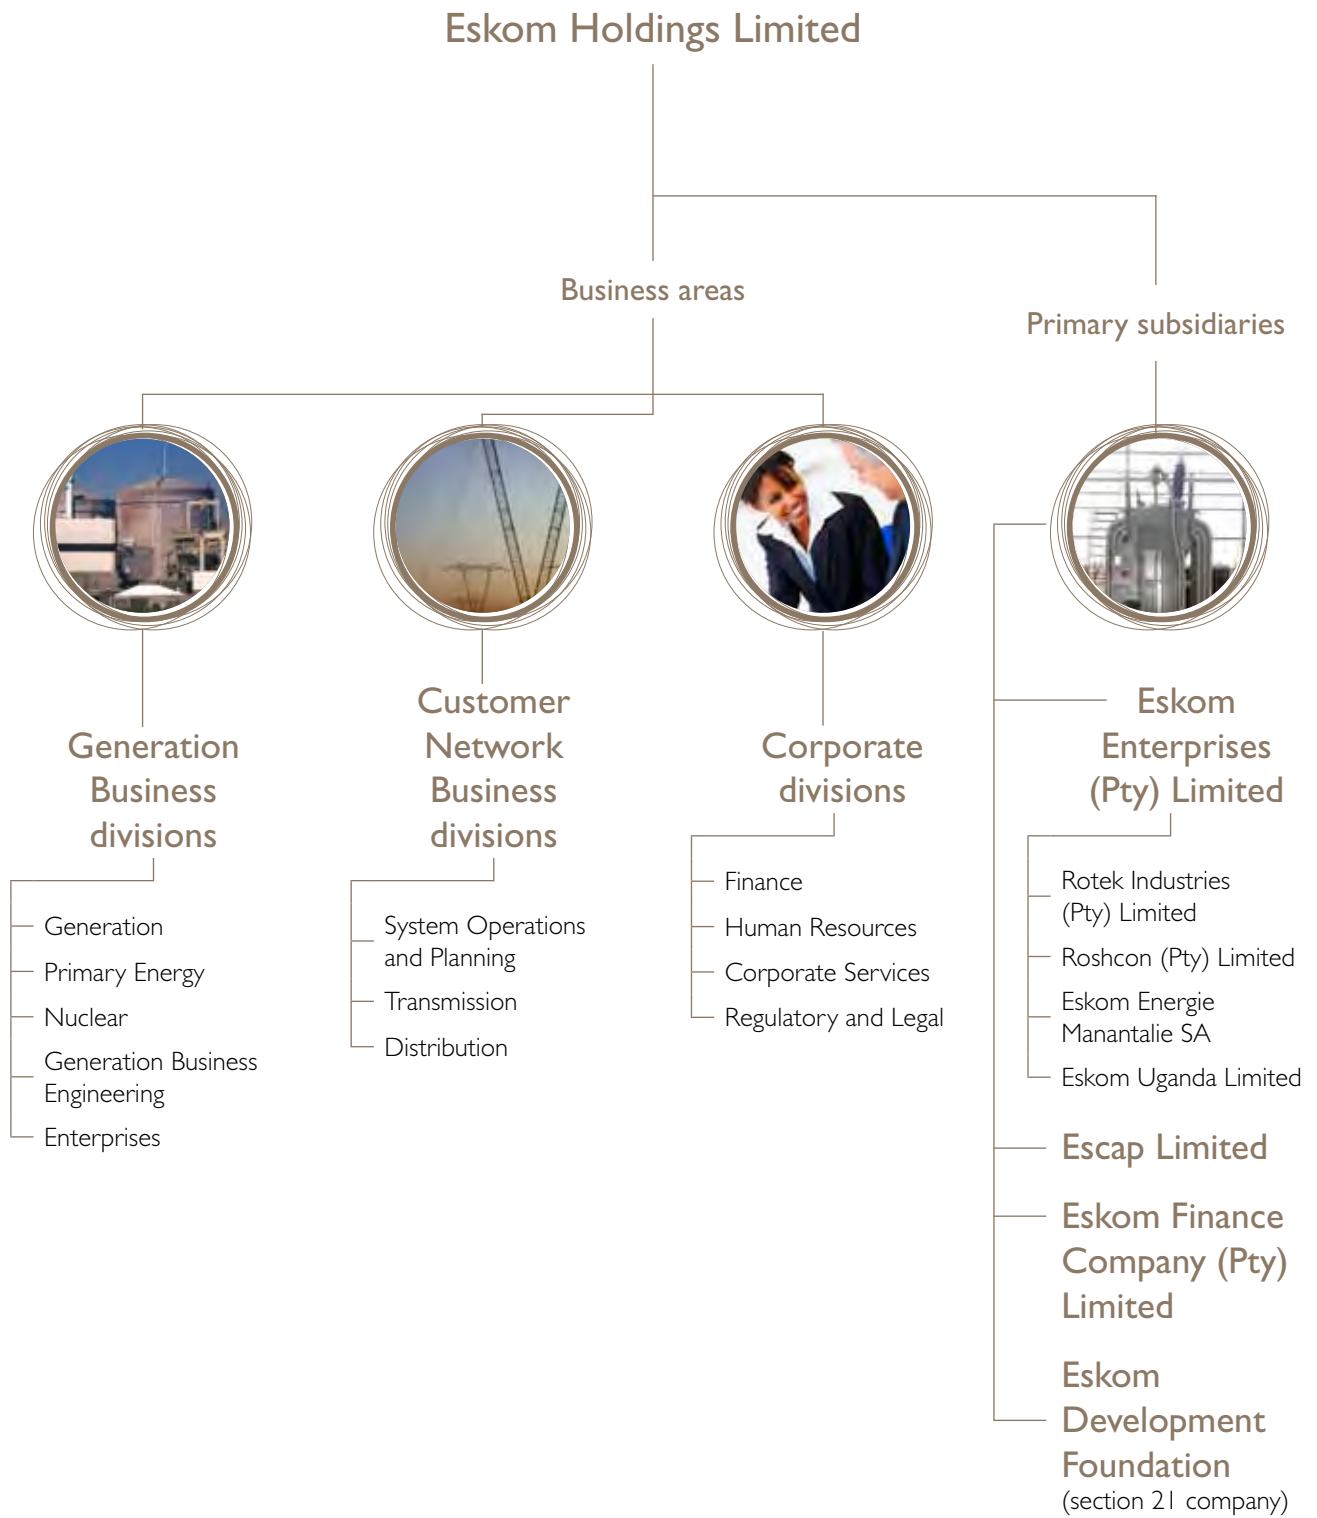 Eskom Holdings Limited
Business areas
Primary subsidiaries
Generation
Business
divisions
Generation
Primary Energy
Nuclear
Generation Business
Engineering
Enterprises
Customer
Network
Business
divisions
System Operations
and Planning
Transmission
Distribution
Corporate
divisions
Finance
Human Resources
Corporate Services
Regulatory and Legal
Eskom
Enterprises
(Pty) Limited
Rotek Industries
(Pty) Limited
Roshcon (Pty) Limited
Eskom Energie
Manantalie SA
Eskom Uganda Limited
Escap Limited
Eskom Finance
Company (Pty)
Limited
Eskom
Development
Foundation
(section 21 company)